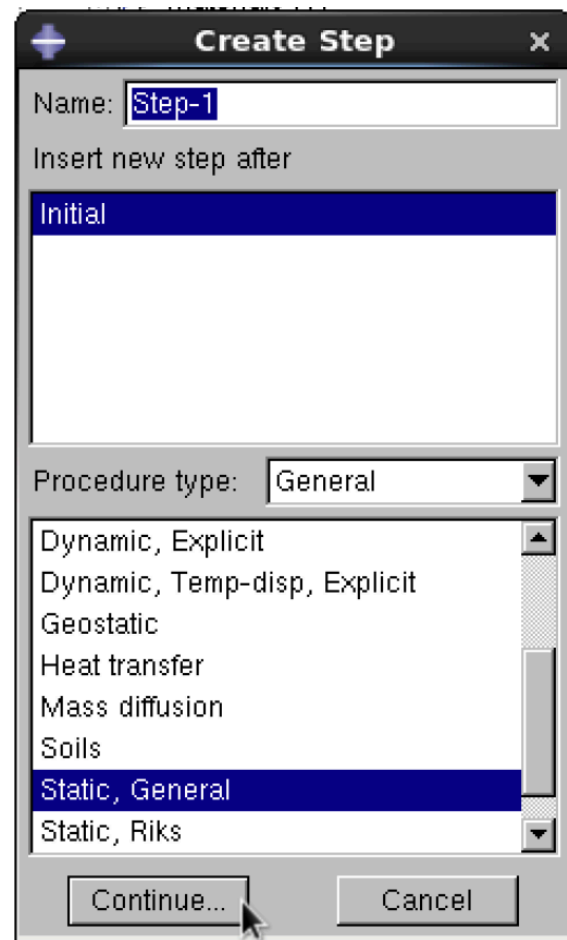 Create Step
Name: Step-1
Insert new step after
Initial
Procedure type: General
Dynamic, Explicit
Dynamic, Temp-disp, Explicit
Geostatic
Heat transfer
Mass diffusion
Soils
Static, General
Static, Riks
Continue... Cancel